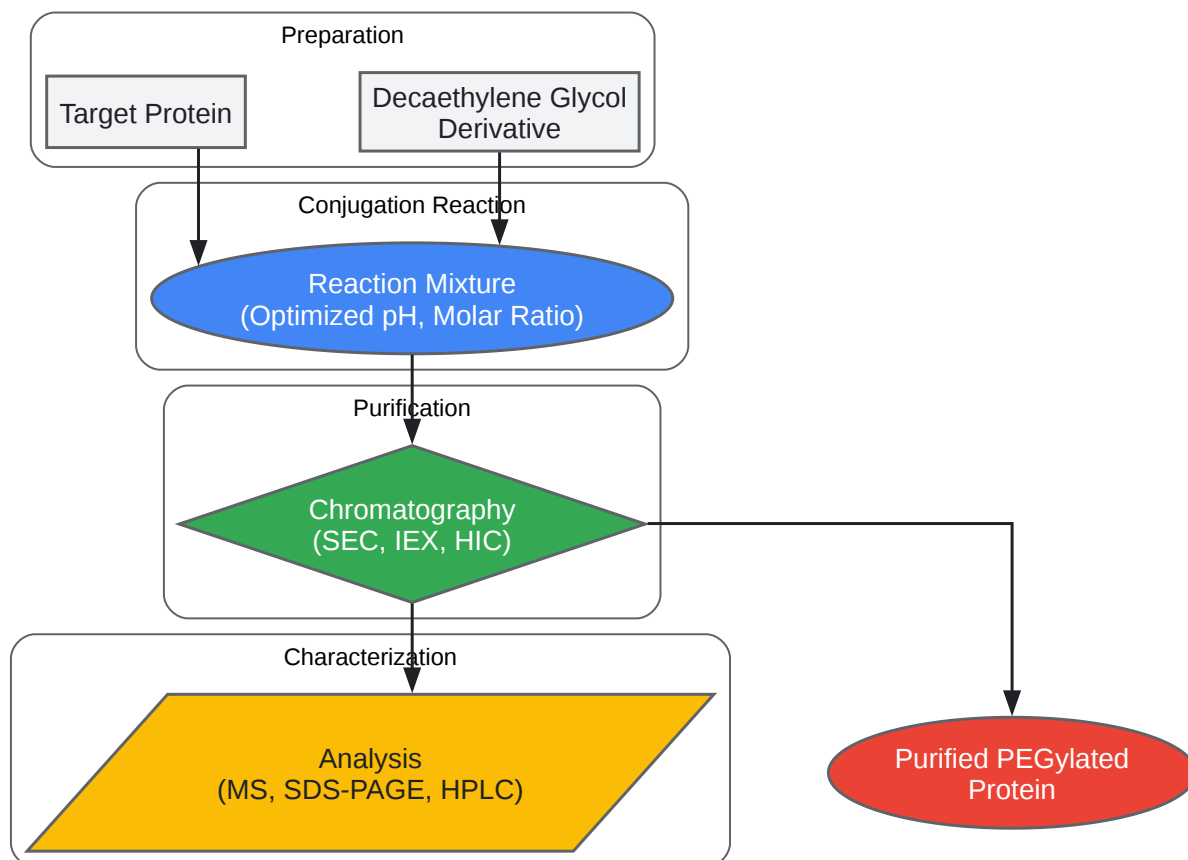 Preparation
Target Protein
Decaethylene Glycol
Derivative
Conjugation Reaction
Reaction Mixture
(Optimized pH, Molar Ratio)
Purification
Chromatography
(SEC, IEX, HIC)
Characterization
Analysis
(MS, SDS-PAGE, HPLC)
Purified PEGylated
Protein